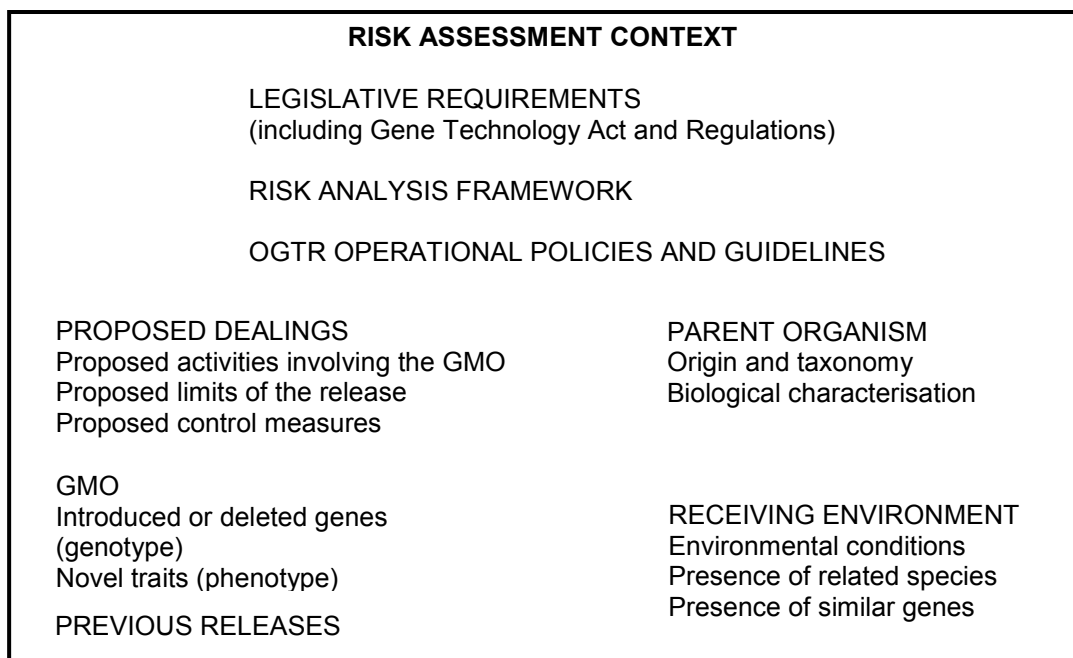 RISK ASSESSMENT CONTEXT
LEGISLATIVE REQUIREMENTS
(including Gene Technology Act and Regulations)
RISK ANALYSIS FRAMEWORK
OGTR OPERATIONAL POLICIES AND GUIDELINES
PROPOSED DEALINGS
Proposed activities involving the GMO
Proposed limits of the release
Proposed control measures
PARENT ORGANISM
Origin and taxonomy
Biological characterisation
GMO
Introduced or deleted genes
(genotype)
Novel traits (phenotype)
PREVIOUS RELEASES
RECEIVING ENVIRONMENT
Environmental conditions
Presence of related species
Presence of similar genes